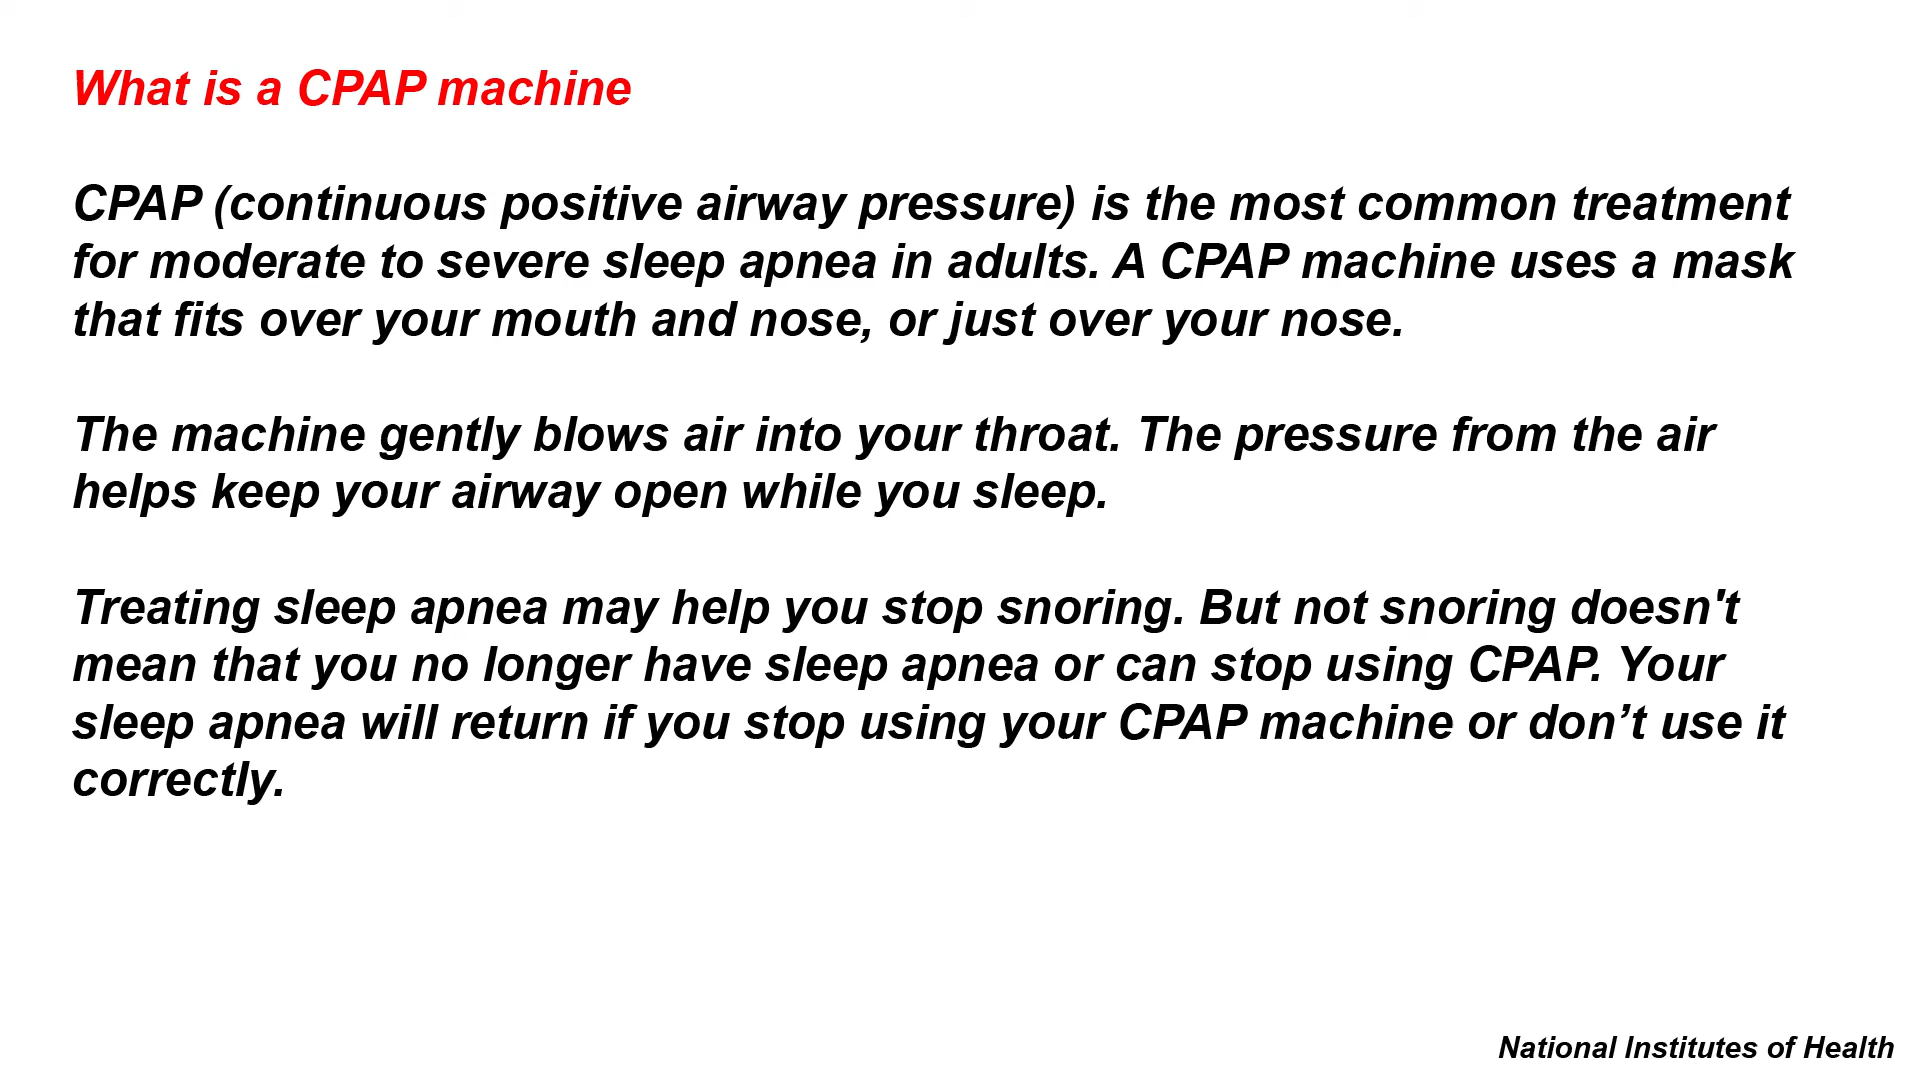 What is a CPAP machine
CPAP (continuous positive airway pressure) is the most common treatment
for moderate to severe sleep apnea in adults. A CPAP machine uses a mask
that fits over your mouth and nose, or just over your nose.
The machine gently blows air into your throat. The pressure from the air
helps keep your airway open while you sleep.
Treating sleep apnea may help you stop snoring. But not snoring doesn't
mean that you no longer have sleep apnea or can stop using CPAP. Your
sleep apnea will return if you stop using your CPAP machine or don’t use it
correctly.
National Institutes of Health